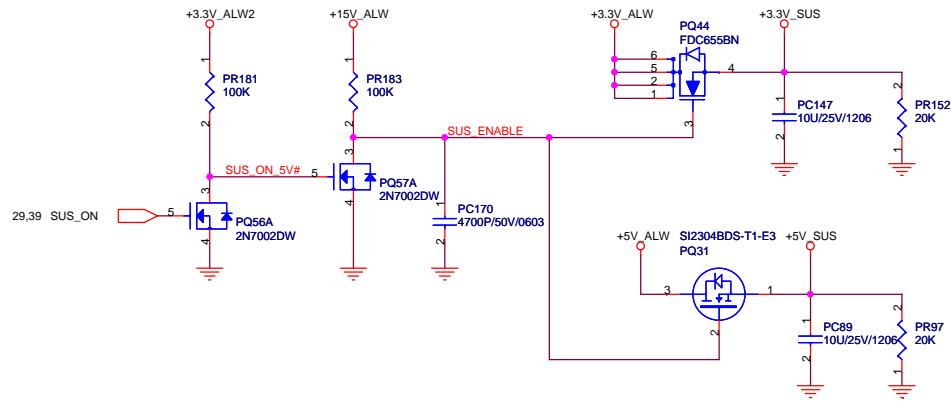 +3.3V_ALW2
+15V_ALW
+3.3V_ALW
PQ44
FDC655BN
+3.3V_SUS
1
PR181
100K
2
1
PR183
100K
2
6
5
2
1
4
3
1
PC147
10U/25V/1206
2
2
PR152
20K
1
SUS_ENABLE
SUS_ON_5V#
5
3
PQ57A
2N7002DW
4
29,39 SUS_ON
5
3
PQ56A
2N7002DW
4
1
PC170
4700P/50V/0603
2
+5V_ALW
SI2304BDS-T1-E3
PQ31
+5V_SUS
3
1
2
1
PC89
10U/25V/1206
2
2
PR97
20K
1